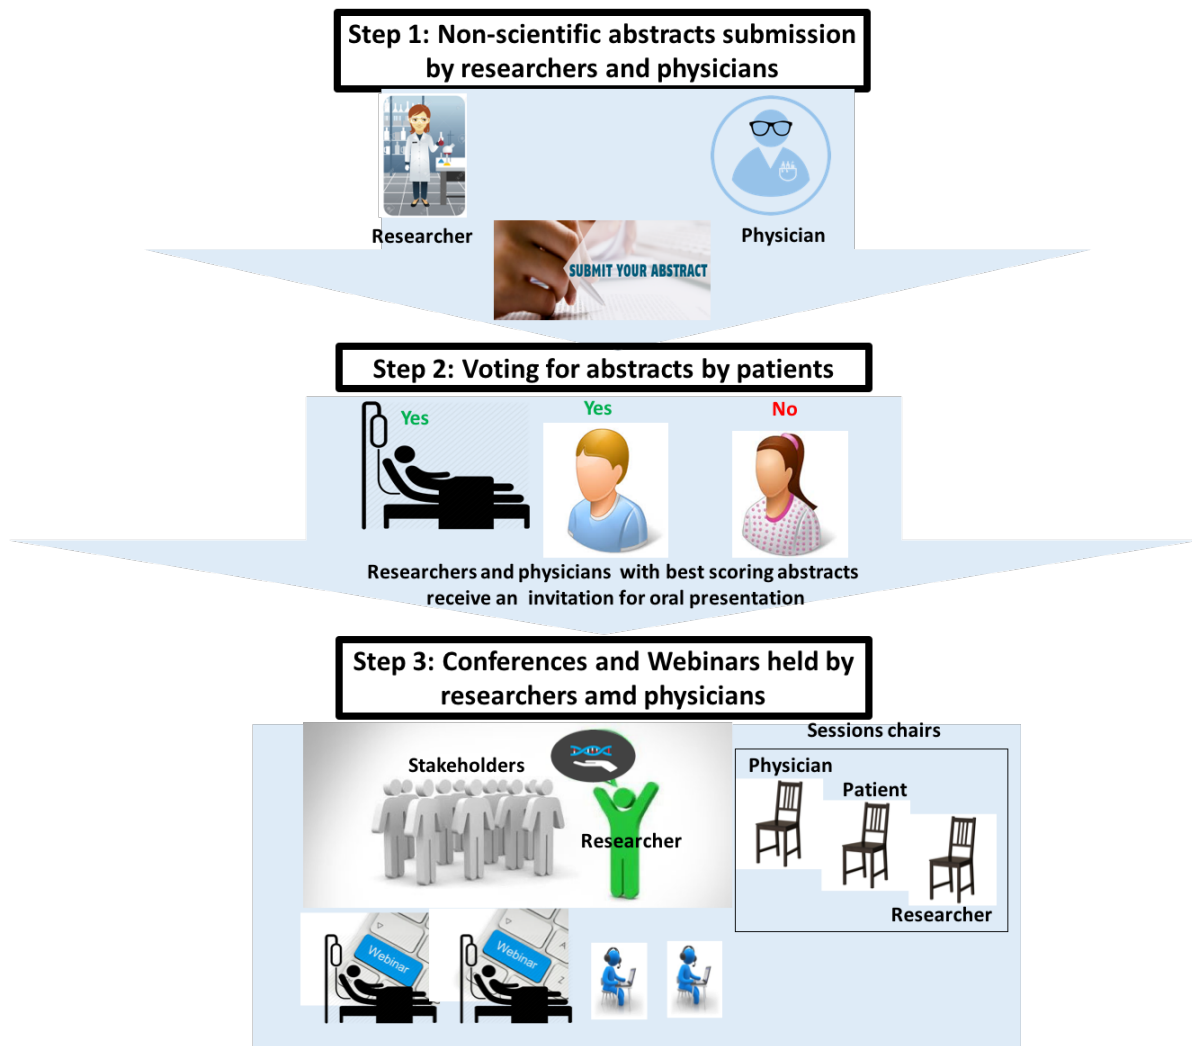 Step 1: Non-scientific abstracts submission
by researchers and physicians
Researcher
Physician
SUBMIT YOUR ABSTRACT
Step 2: Voting for abstracts by patients
Yes
Yes
No
Researchers and physicians with best scoring abstracts
receive an invitation for oral presentation
Step 3: Conferences and Webinars held by
researchers amd physicians
Stakeholders
Researcher
Sessions chairs
Physician
Patient
Researcher
Webinar
Webinar
A
Z